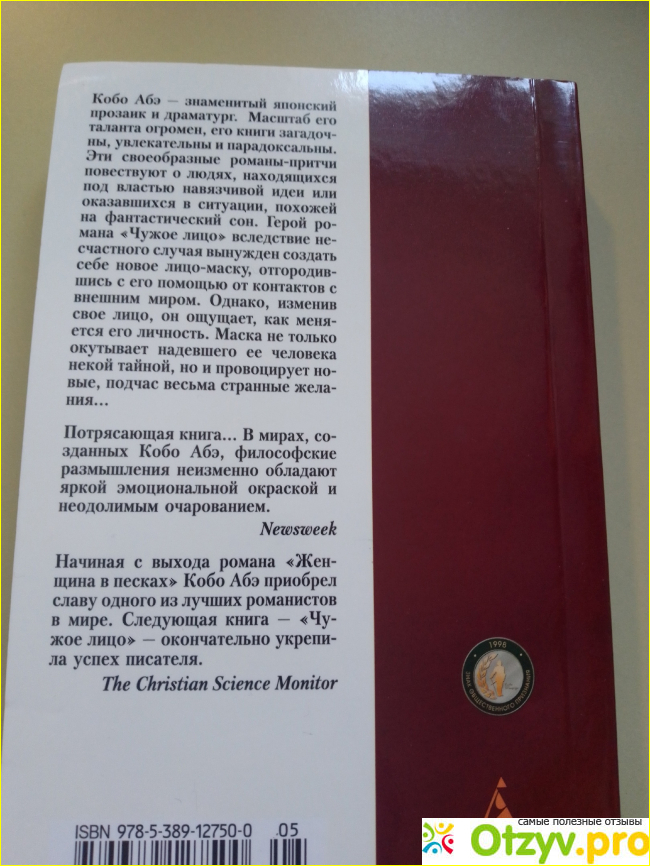 Кобо Абэ — знаменитый японский
прозаик и драматург. Масштаб его
таланта огромен, его книги загадоч-
ны, увлекательны и парадоксальны.
Эти своеобразные романы-притчи
повествуют о людях, находящихся
под властью навязчивой идеи или
оказавшихся в ситуации, похожей
на фантастический сон. Герой ро-
мана «Чужое лицо» вследствие не-
счастного случая вынужден создать
себе новое лицо-маску, отгородив-
шись с его помощью от контактов с
внешним миром. Однако, изменив
свое лицо, он ощущает, как меня-
ется его личность. Маска не только
окутывает надевшего ее человека
некой тайной, но и провоцирует но-
вые, подчас весьма странные жела-
ния...
Потрясающая книга... В мирах, со-
зданных Кобо Абэ, философские
размышления неизменно обладают
яркой эмоциональной окраской и
неодолимым очарованием.
Newsweek
Начиная с выхода романа «Жен-
щина в песках» Кобо Абэ приобрел
славу одного из лучших романистов
в мире. Следующая книга — «Чу-
жое лицо» — окончательно укрепи-
ла успех писателя.
The Christian Science Monitor
1998
ЗНАК ОБЩЕСТВЕННОГО ПРИЗНАНИЯ
ISBN 978-5-389-12750-0 .05
самые полезные отзывы
Otzyv.pro